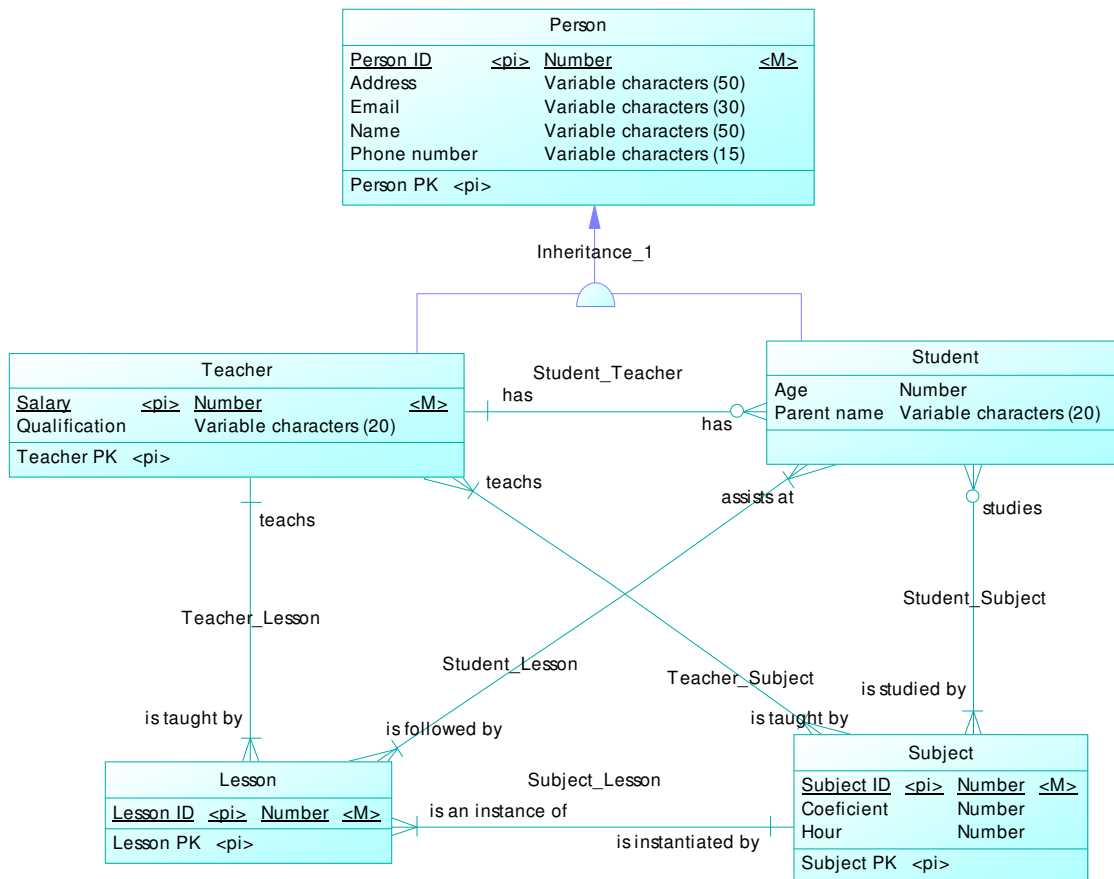 Person
Person ID <pi> Number <M>
Address Variable characters (50)
Email Variable characters (30)
Name Variable characters (50)
Phone number Variable characters (15)
Person PK <pi>
Inheritance_1
Teacher
Salary <pi> Number <M>
Qualification Variable characters (20)
Teacher PK <pi>
Student_Teacher
has
has
Student
Age Number
Parent name Variable characters (20)
teachs
teachs
assists at
studies
Teacher_Lesson
Student_Lesson
Teacher_Subject
Student_Subject
is taught by
is followed by
is taught by
is studied by
Lesson
Lesson ID <pi> Number <M>
Lesson PK <pi>
Subject_Lesson
is an instance of
is instantiated by
Subject
Subject ID <pi> Number <M>
Coeficient Number
Hour Number
Subject PK <pi>